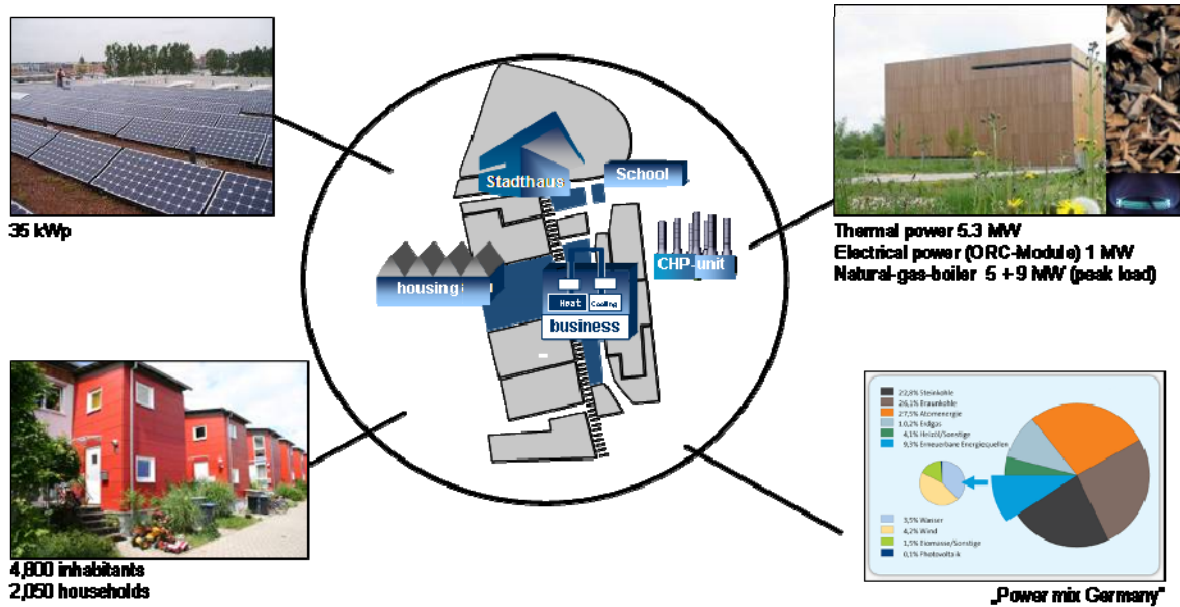 35 kWp
Stadthaus
School
CHP-unit
housing
Heat
Cooling
business
Thermal power 5.3 MW
Electrical power (ORC-Module) 1 MW
Natural-gas-boiler 5 + 9 MW (peak load)
4,800 inhabitants
2,050 households
22,8% Steinkohle
26,1% Braunkohle
27,5% Atomenergie
10,2% Erdgas
4,1% Heizöl/Sonstige
9,3% Erneuerbare Energiequellen
3,5% Wasser
4,2% Wind
1,5% Biomasse/Sonstige
0,1% Photovoltaik
„Power mix Germany"